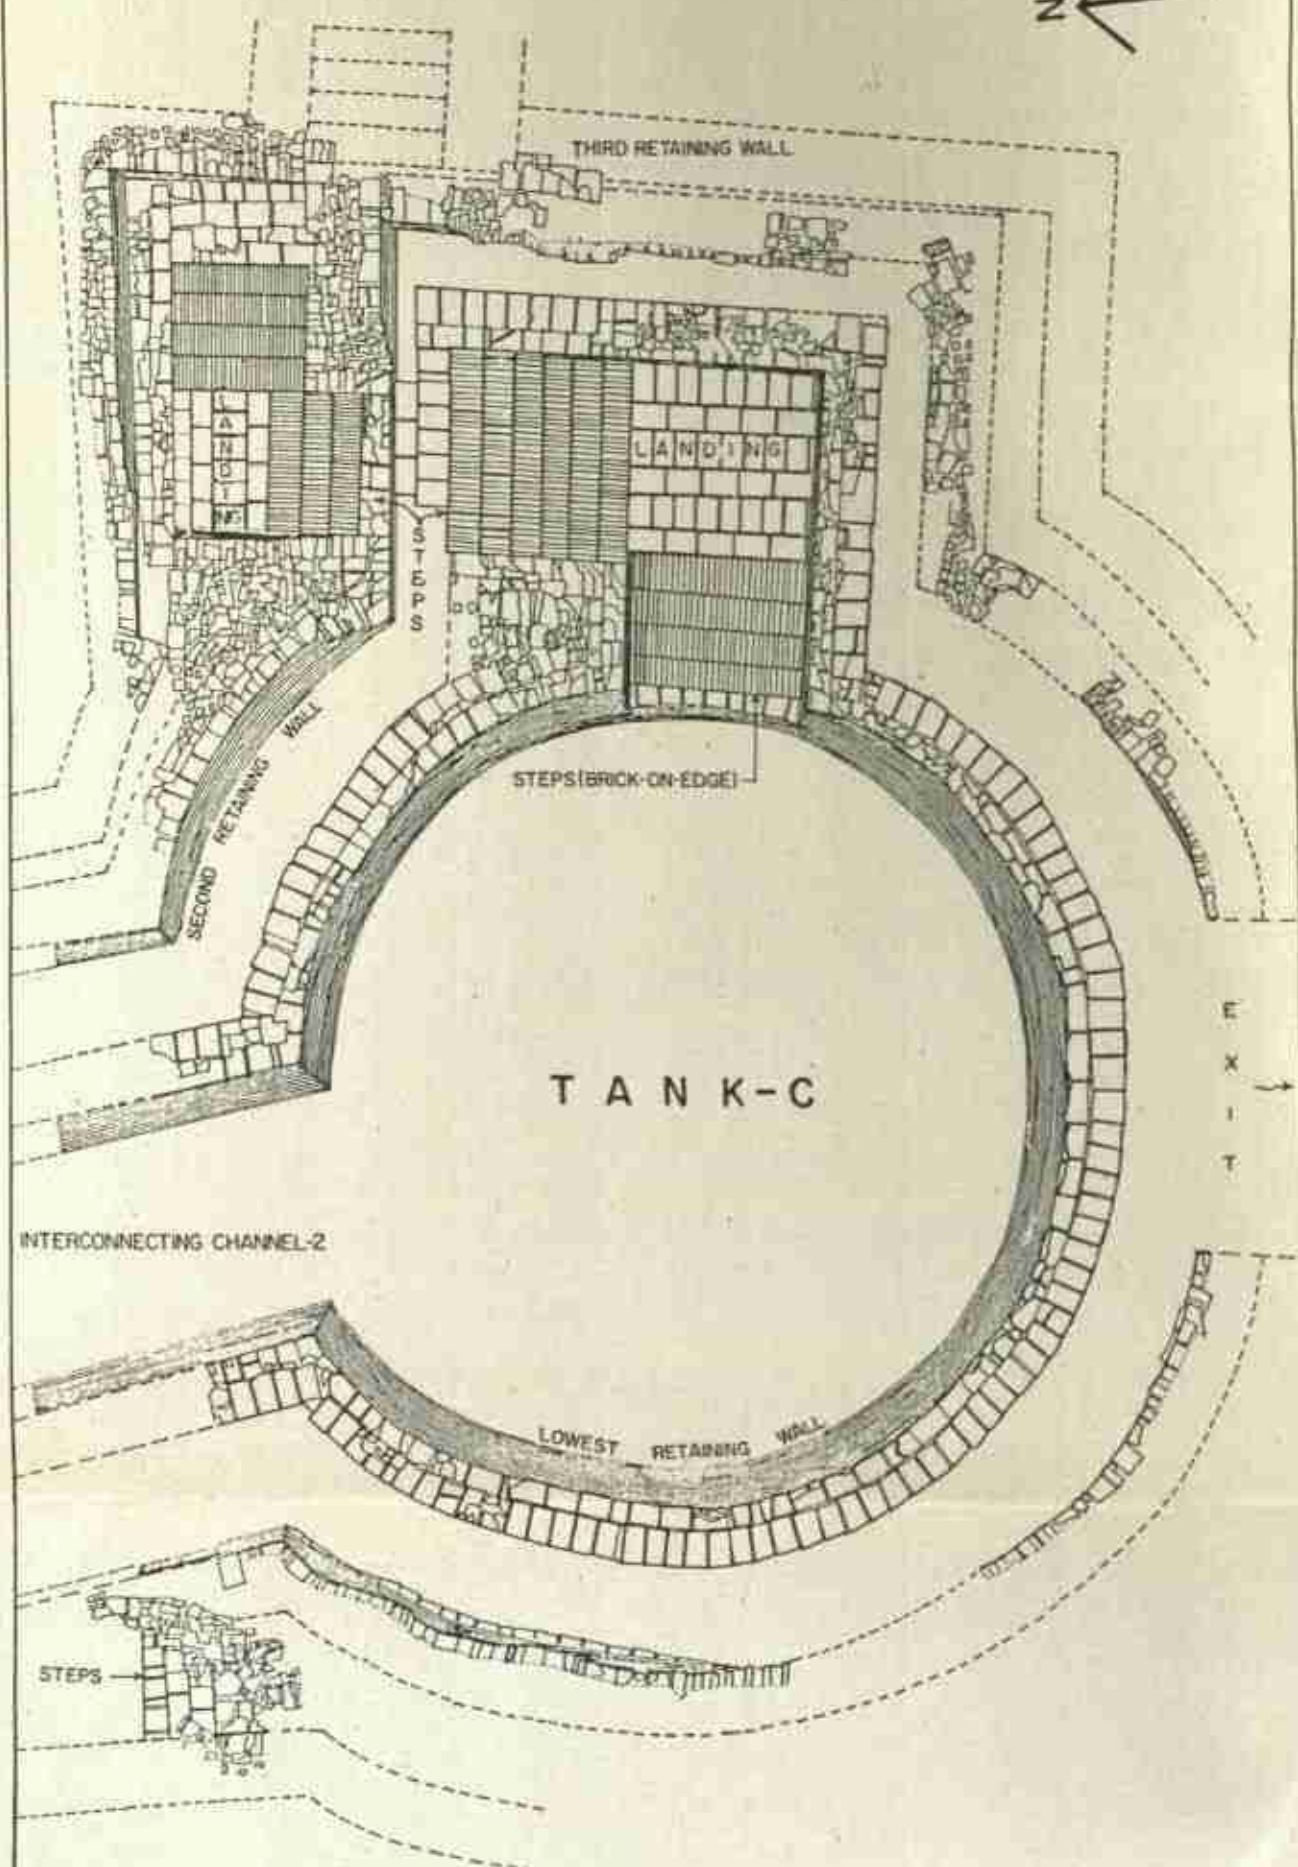 N
THIRD RETAINING WALL
LANDING
LANDING
STEPS
SECOND RETAINING WALL
STEPS (BRICK-ON-EDGE)
EXIT
TANK-C
INTERCONNECTING CHANNEL-2
LOWEST RETAINING WALL
STEPS